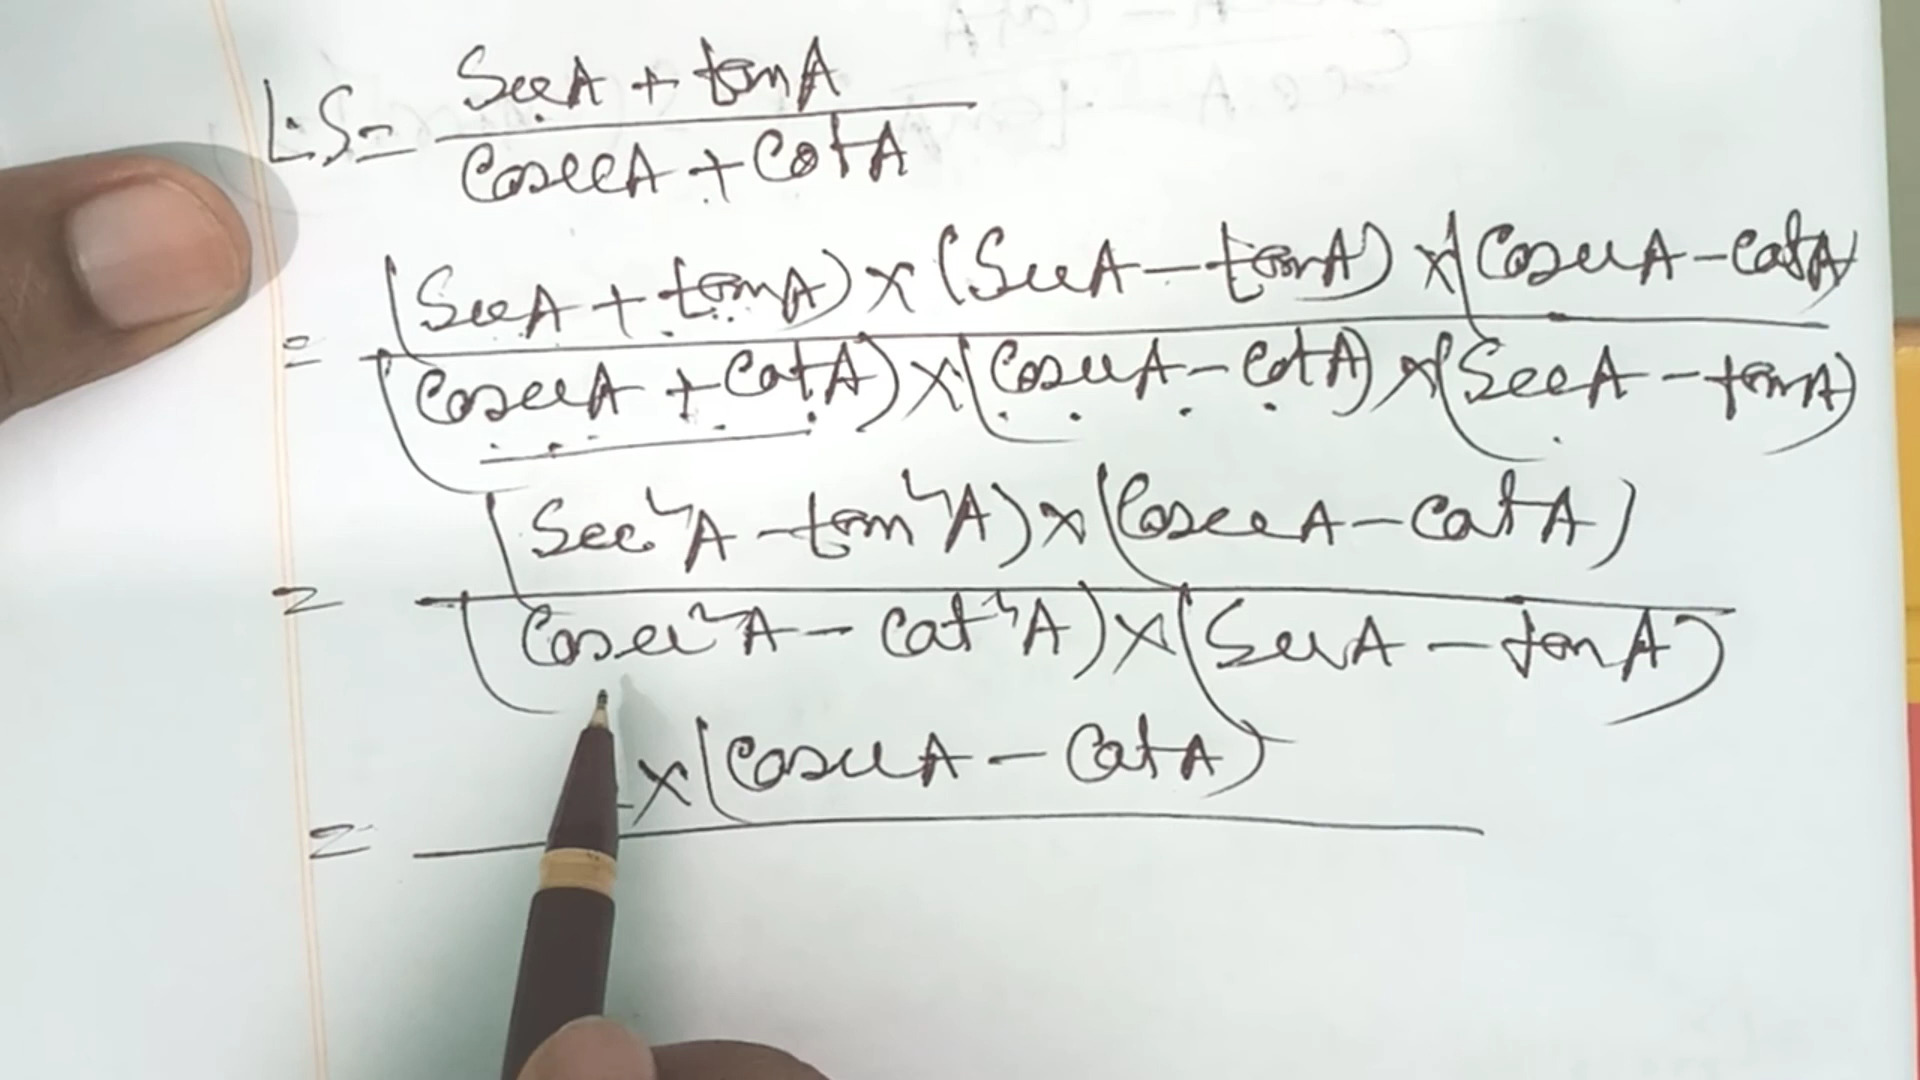 L.S = SecA + tanA / CosecA + CotA
= (SecA + tanA) × (SecA - tanA) × (CosecA - CotA) / (CosecA + CotA) × (CosecA - CotA) × (SecA - tanA)
= (Sec²A - tan²A) × (CosecA - CotA) / (Cosec²A - Cot²A) × (SecA - tanA)
= × (CosecA - CotA)